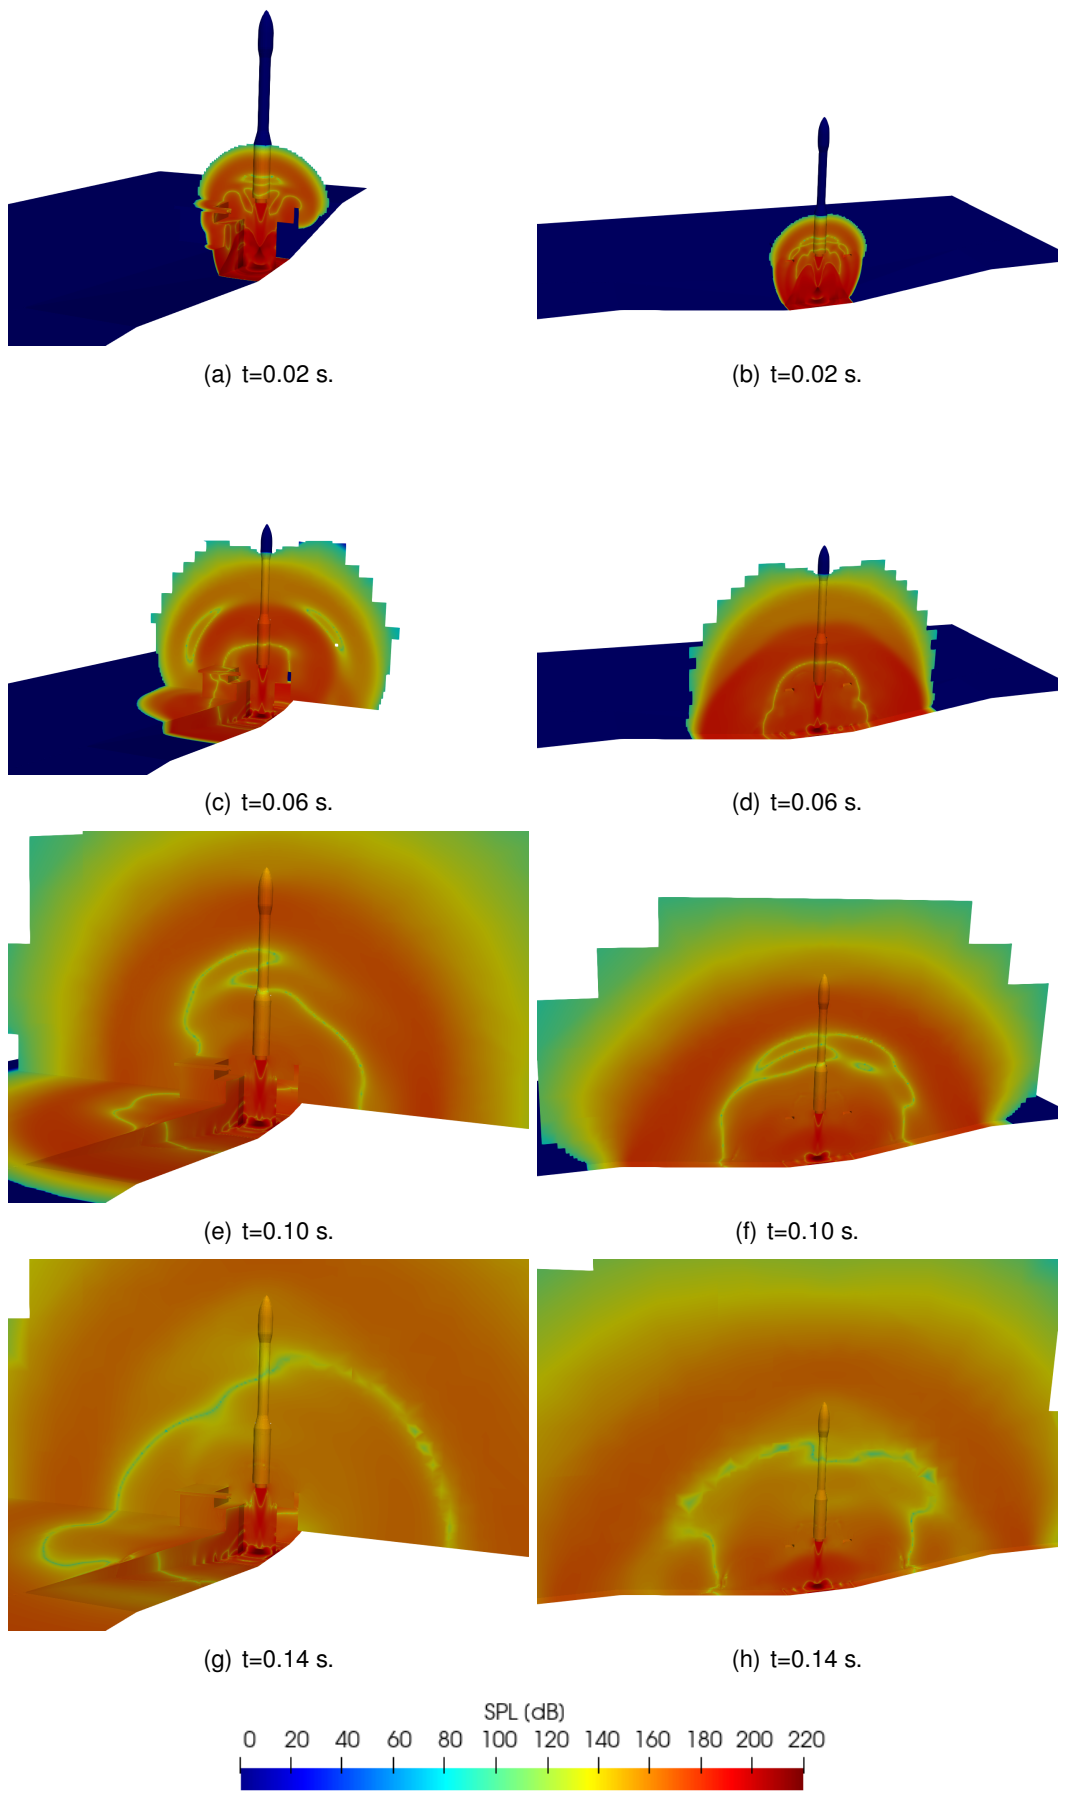 (a) t=0.02 s.
(b) t=0.02 s.
(c) t=0.06 s.
(d) t=0.06 s.
(e) t=0.10 s.
(f) t=0.10 s.
(g) t=0.14 s.
(h) t=0.14 s.
SPL (dB)
0 20 40 60 80 100 120 140 160 180 200 220